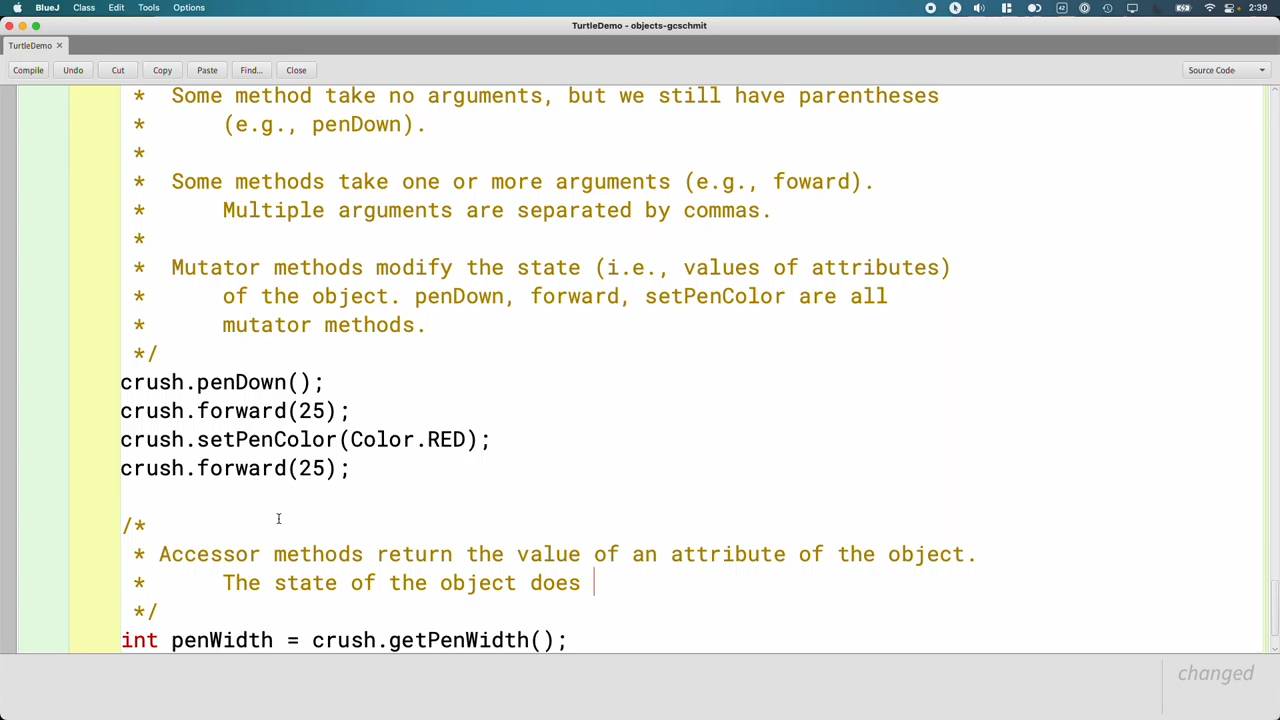 BlueJ Class Edit Tools Options 2:39
TurtleDemo - objects-gcschmit
TurtleDemo ×
Compile Undo Cut Copy Paste Find... Close Source Code
* Some method take no arguments, but we still have parentheses
* (e.g., penDown).
*
* Some methods take one or more arguments (e.g., foward).
* Multiple arguments are separated by commas.
*
* Mutator methods modify the state (i.e., values of attributes)
* of the object. penDown, forward, setPenColor are all
* mutator methods.
*/
crush.penDown();
crush.forward(25);
crush.setPenColor(Color.RED);
crush.forward(25);
/*
* Accessor methods return the value of an attribute of the object.
* The state of the object does
*/
int penWidth = crush.getPenWidth();
changed